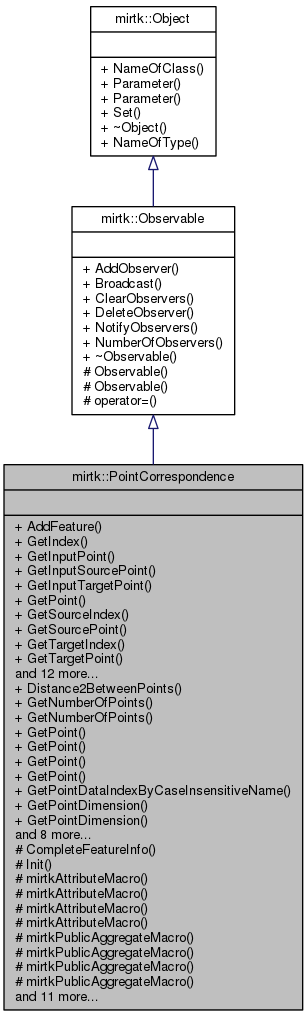 mirtk::Object
+ NameOfClass()
+ Parameter()
+ Parameter()
+ Set()
+ ~Object()
+ NameOfType()
mirtk::Observable
+ AddObserver()
+ Broadcast()
+ ClearObservers()
+ DeleteObserver()
+ NotifyObservers()
+ NumberOfObservers()
+ ~Observable()
# Observable()
# Observable()
# operator=()
mirtk::PointCorrespondence
+ AddFeature()
+ GetIndex()
+ GetInputPoint()
+ GetInputSourcePoint()
+ GetInputTargetPoint()
+ GetPoint()
+ GetSourceIndex()
+ GetSourcePoint()
+ GetTargetIndex()
+ GetTargetPoint()
and 12 more...
+ Distance2BetweenPoints()
+ GetNumberOfPoints()
+ GetNumberOfPoints()
+ GetPoint()
+ GetPoint()
+ GetPoint()
+ GetPoint()
+ GetPointDataIndexByCaseInsensitiveName()
+ GetPointDimension()
+ GetPointDimension()
and 8 more...
# CompleteFeatureInfo()
# Init()
# mirtkAttributeMacro()
# mirtkAttributeMacro()
# mirtkAttributeMacro()
# mirtkAttributeMacro()
# mirtkPublicAggregateMacro()
# mirtkPublicAggregateMacro()
# mirtkPublicAggregateMacro()
# mirtkPublicAggregateMacro()
and 11 more...